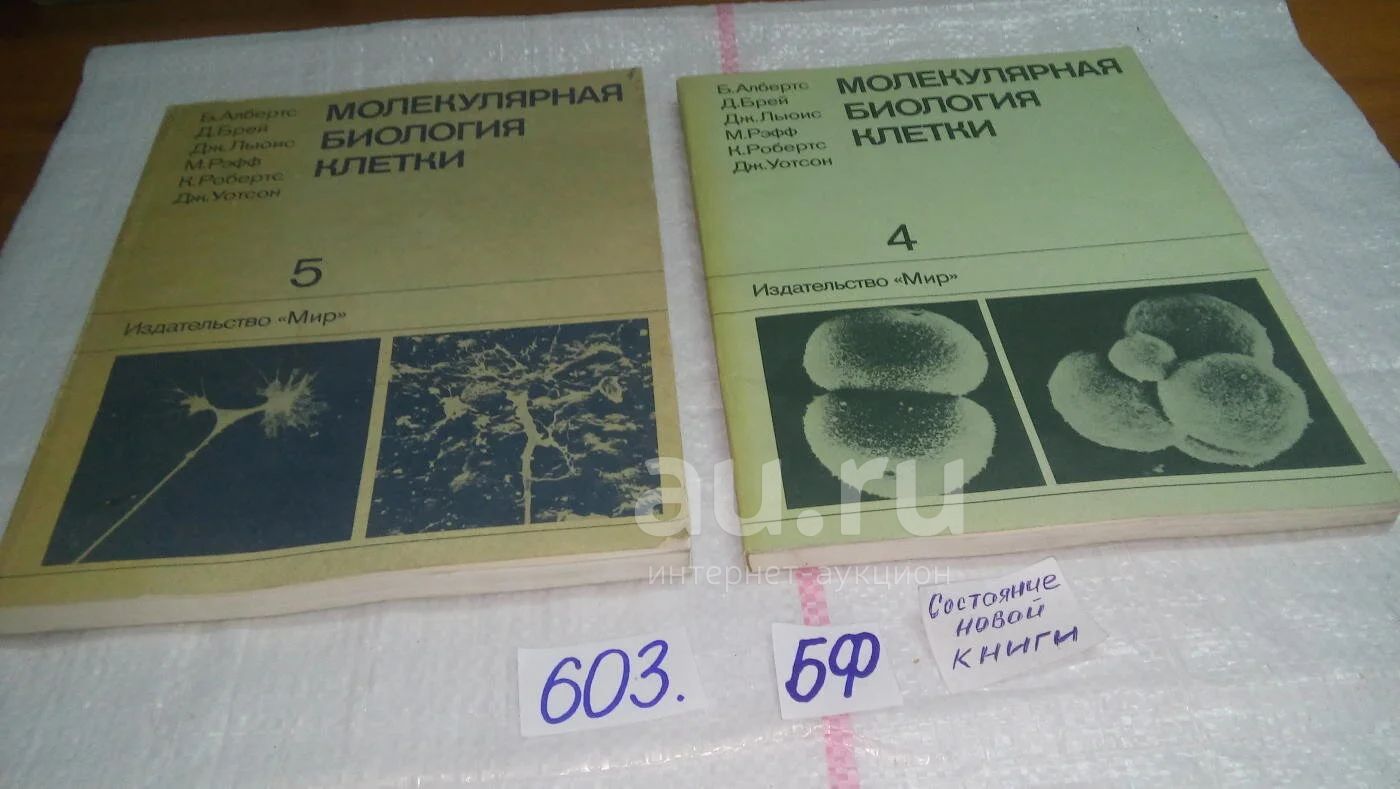 Б.Албертс
Д.Брей
Дж.Льюис
М.Рэфф
К.Робертс
Дж.Уотсон
МОЛЕКУЛЯРНАЯ
БИОЛОГИЯ
КЛЕТКИ
5
Издательство «Мир»
Б.Албертс
Д.Брей
Дж.Льюис
М.Рэфф
К.Робертс
Дж.Уотсон
МОЛЕКУЛЯРНАЯ
БИОЛОГИЯ
КЛЕТКИ
4
Издательство «Мир»
au.ru
интернет-аукцион
603.
БФ
Состояние
новой
книги